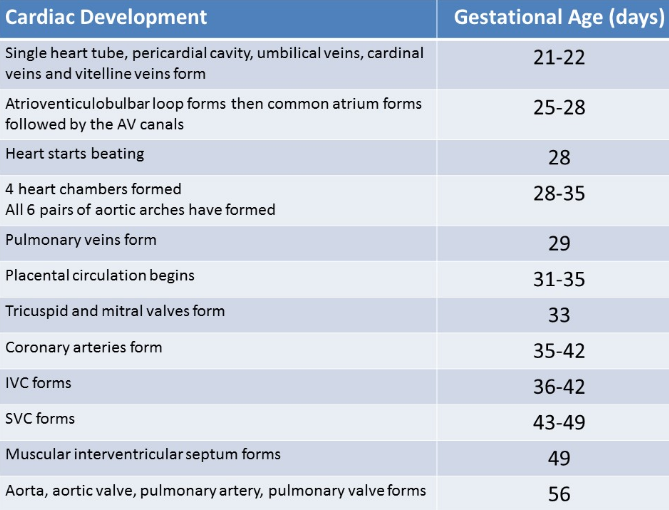 Cardiac Development Gestational Age (days)
Single heart tube, pericardial cavity, umbilical veins, cardinal
veins and vitelline veins form
21-22
Atrioventiculobulbar loop forms then common atrium forms
followed by the AV canals
25-28
Heart starts beating 28
4 heart chambers formed
All 6 pairs of aortic arches have formed
28-35
Pulmonary veins form 29
Placental circulation begins 31-35
Tricuspid and mitral valves form 33
Coronary arteries form 35-42
IVC forms 36-42
SVC forms 43-49
Muscular interventricular septum forms 49
Aorta, aortic valve, pulmonary artery, pulmonary valve forms 56